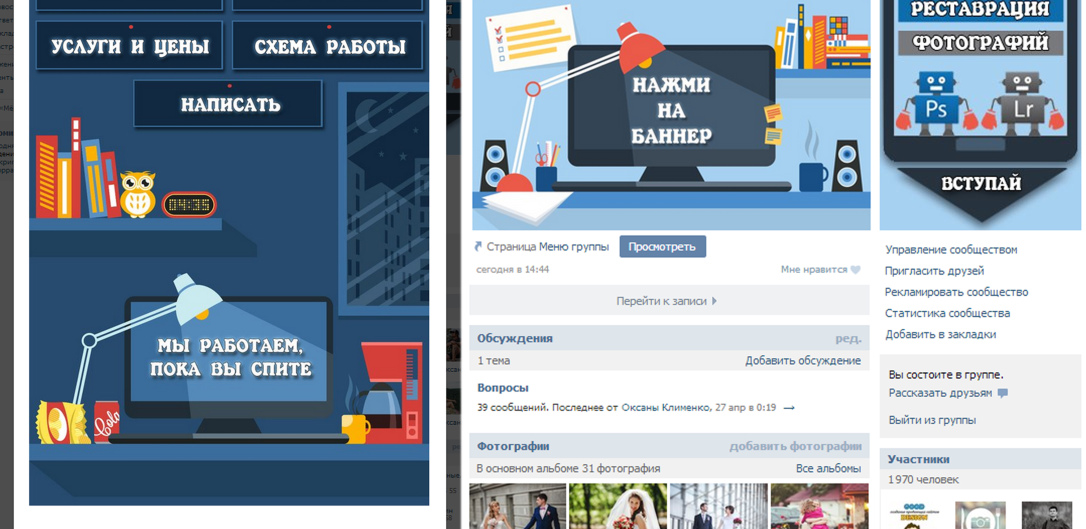 УСЛУГИ И ЦЕНЫ
СХЕМА РАБОТЫ
НАПИСАТЬ
04:35
МЫ РАБОТАЕМ,
ПОКА ВЫ СПИТЕ
Cola
НАЖМИ
НА
БАННЕР
Страница Меню группы
Просмотреть
сегодня в 14:44
Мне нравится
Перейти к записи
Обсуждения
ред.
1 тема
Добавить обсуждение
Вопросы
39 сообщений. Последнее от Оксаны Клименко, 27 апр в 0:19 →
Фотографии
добавить фотографии
В основном альбоме 31 фотография
Все альбомы
РЕСТАВРАЦИЯ
ФОТОГРАФИЙ
Ps
Lr
ВСТУПАЙ
Управление сообществом
Пригласить друзей
Рекламировать сообщество
Статистика сообщества
Добавить в закладки
Вы состоите в группе.
Рассказать друзьям
Выйти из группы
Участники
1970 человек
GOOD
DESIGN